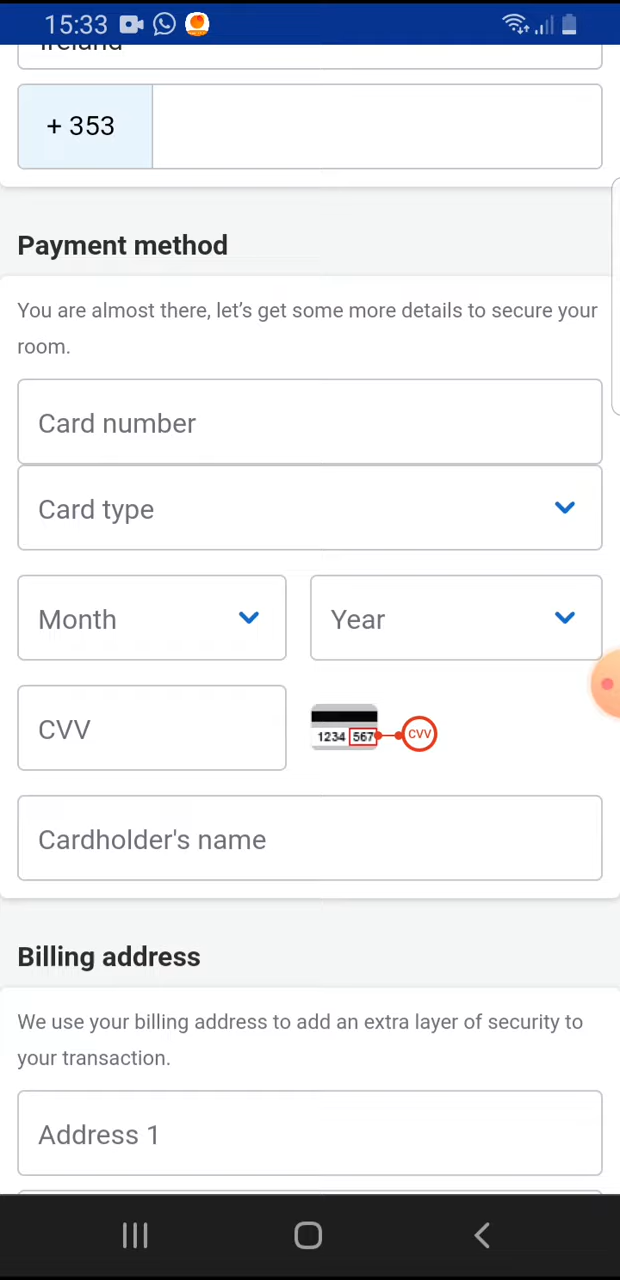 15:33
Ireland
+ 353
Payment method
You are almost there, let's get some more details to secure your
room.
Card number
Card type
Month Year
CVV
1234 567 CVV
Cardholder's name
Billing address
We use your billing address to add an extra layer of security to
your transaction.
Address 1